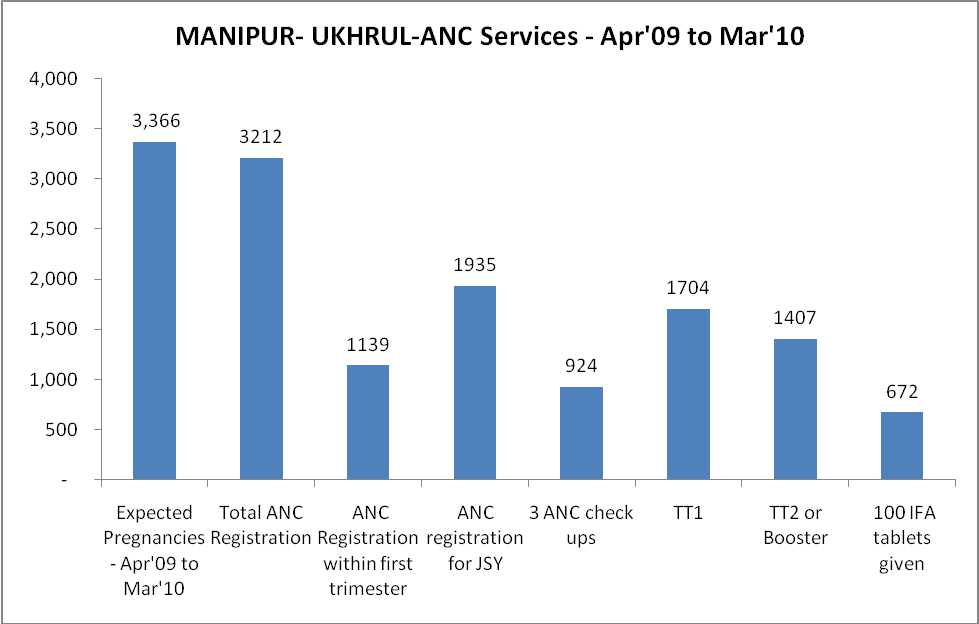 MANIPUR- UKHRUL-ANC Services - Apr'09 to Mar'10
4,000
3,500
3,000
2,500
2,000
1,500
1,000
500
-
3,366
3212
1139
1935
924
1704
1407
672
Expected
Pregnancies
- Apr'09 to
Mar'10
Total ANC
Registration
ANC
Registration
within first
trimester
ANC
registration
for JSY
3 ANC check
ups
TT1
TT2 or
Booster
100 IFA
tablets
given